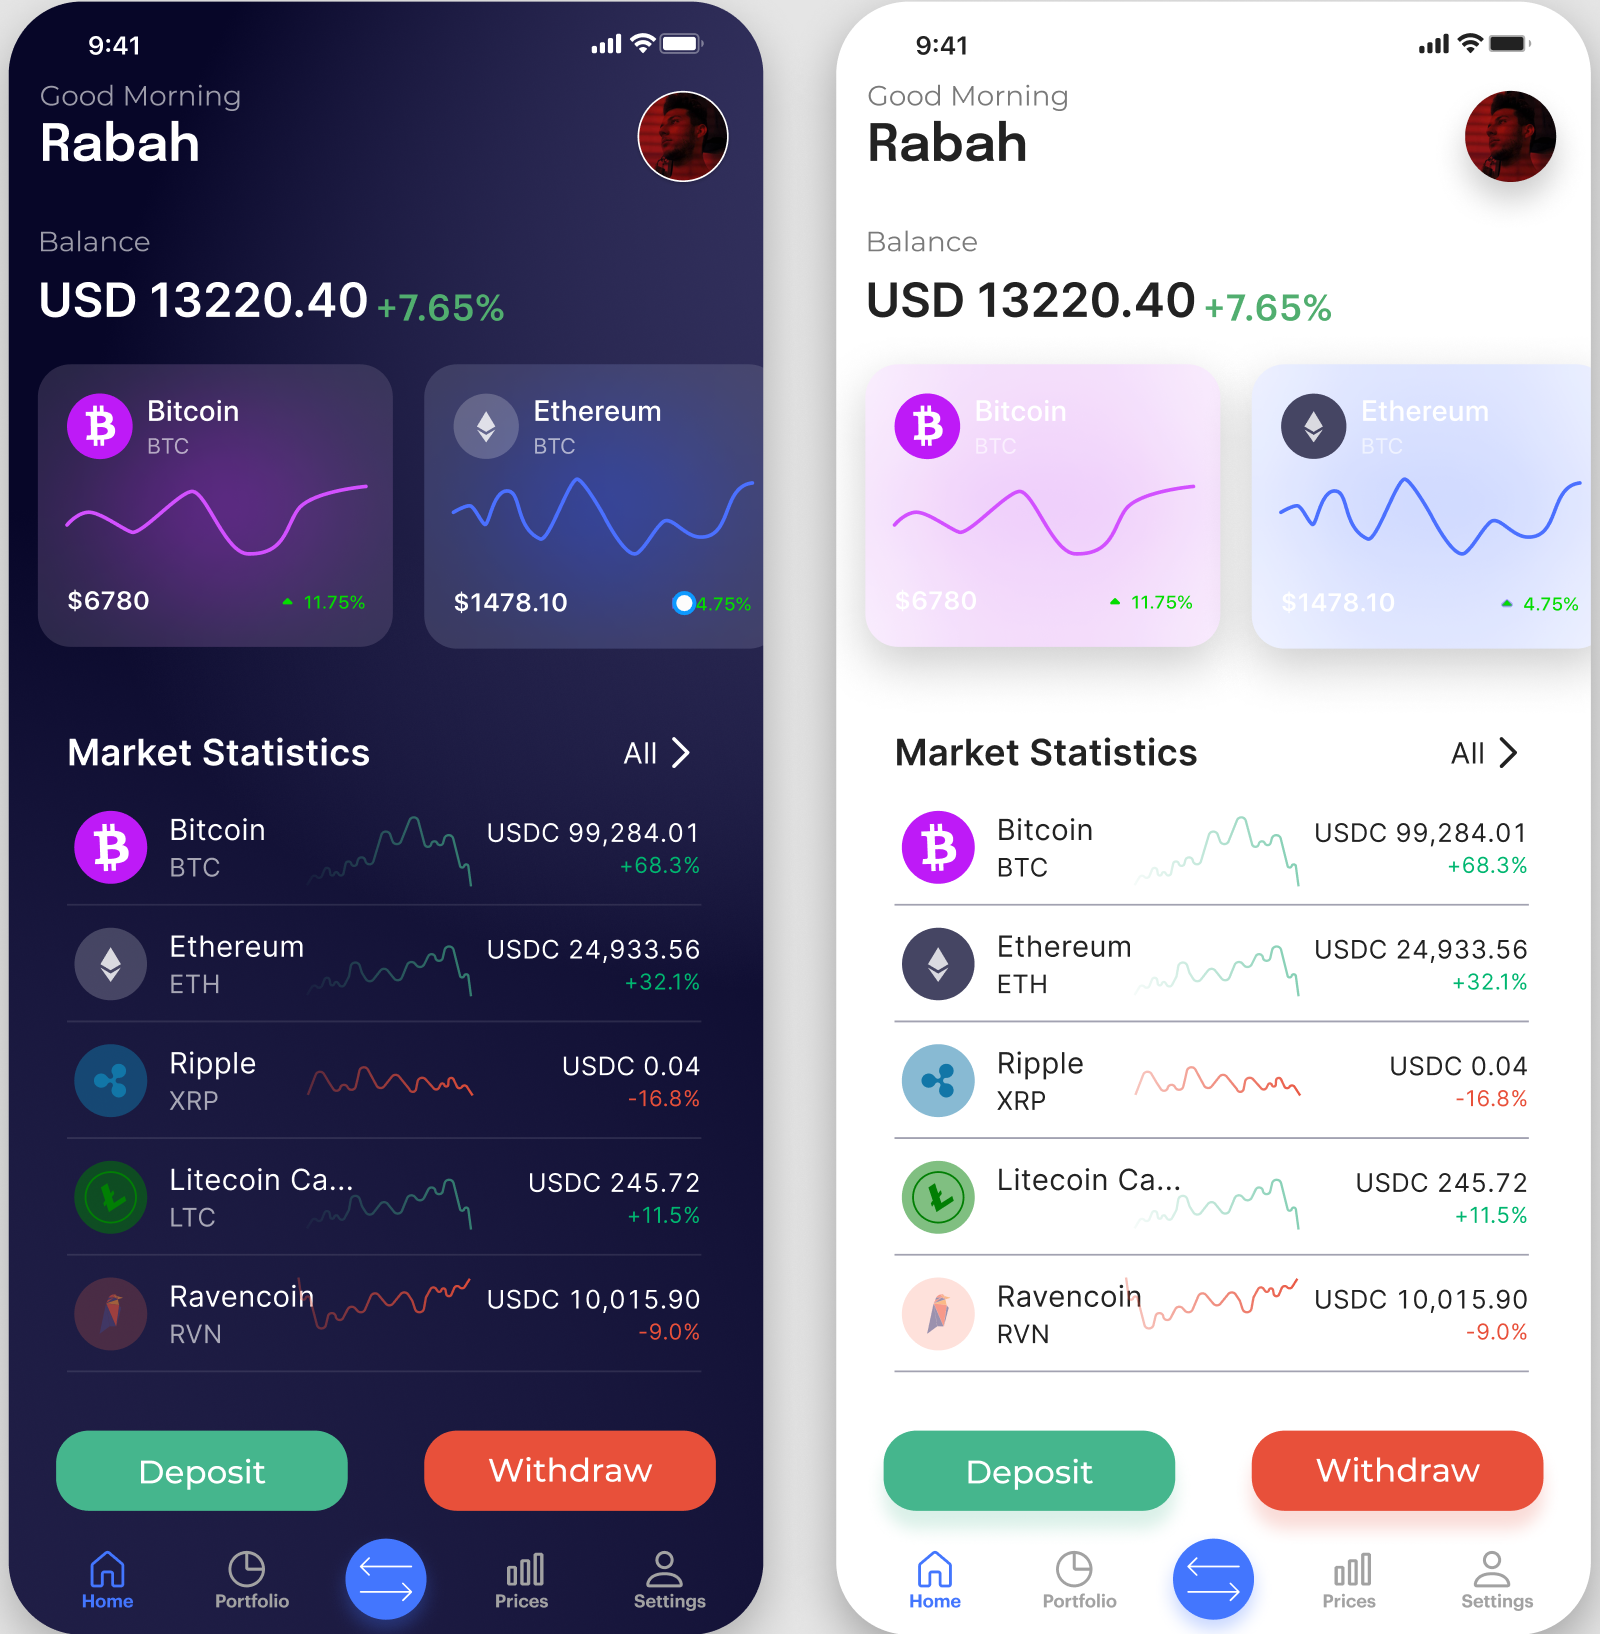 9:41
Good Morning
Rabah
Balance
USD 13220.40 +7.65%
Bitcoin
BTC
$6780 11.75%
Ethereum
BTC
$1478.10 4.75%
Market Statistics All
Bitcoin USDC 99,284.01
BTC +68.3%
Ethereum USDC 24,933.56
ETH +32.1%
Ripple USDC 0.04
XRP -16.8%
Litecoin Ca... USDC 245.72
LTC +11.5%
Ravencoin USDC 10,015.90
RVN -9.0%
Deposit Withdraw
Home Portfolio Prices Settings
9:41
Good Morning
Rabah
Balance
USD 13220.40 +7.65%
Bitcoin
BTC
$6780 11.75%
Ethereum
BTC
$1478.10 4.75%
Market Statistics All
Bitcoin USDC 99,284.01
BTC +68.3%
Ethereum USDC 24,933.56
ETH +32.1%
Ripple USDC 0.04
XRP -16.8%
Litecoin Ca... USDC 245.72
+11.5%
Ravencoin USDC 10,015.90
RVN -9.0%
Deposit Withdraw
Home Portfolio Prices Settings